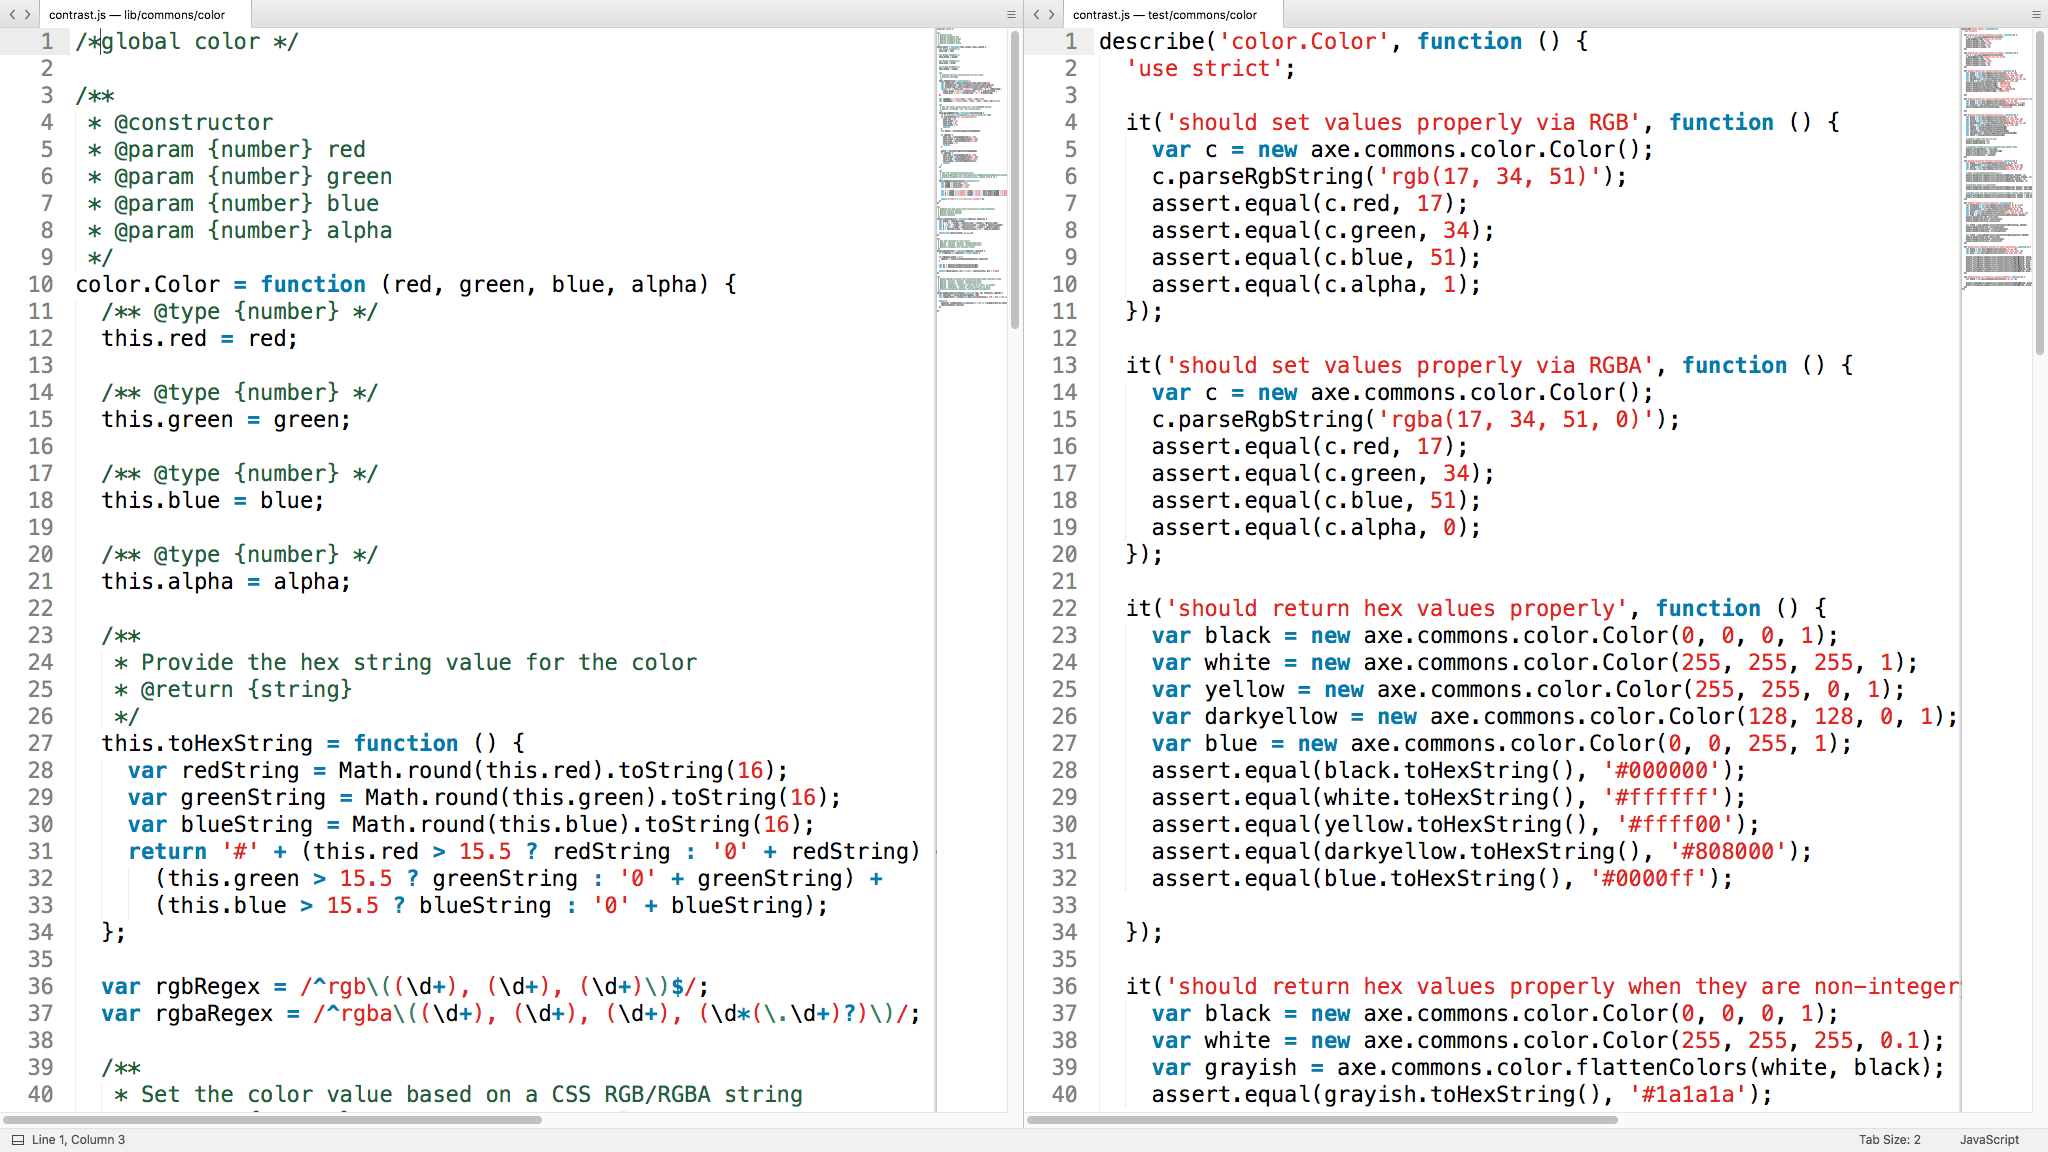 contrast.js — lib/commons/color
1 /*global color */
2
3 /**
4  * @constructor
5  * @param {number} red
6  * @param {number} green
7  * @param {number} blue
8  * @param {number} alpha
9  */
10 color.Color = function (red, green, blue, alpha) {
11   /** @type {number} */
12   this.red = red;
13
14   /** @type {number} */
15   this.green = green;
16
17   /** @type {number} */
18   this.blue = blue;
19
20   /** @type {number} */
21   this.alpha = alpha;
22
23   /**
24    * Provide the hex string value for the color
25    * @return {string}
26    */
27   this.toHexString = function () {
28     var redString = Math.round(this.red).toString(16);
29     var greenString = Math.round(this.green).toString(16);
30     var blueString = Math.round(this.blue).toString(16);
31     return '#' + (this.red > 15.5 ? redString : '0' + redString)
32       (this.green > 15.5 ? greenString : '0' + greenString) +
33       (this.blue > 15.5 ? blueString : '0' + blueString);
34   };
35
36   var rgbRegex = /^rgb\((\d+), (\d+), (\d+)\)$/;
37   var rgbaRegex = /^rgba\((\d+), (\d+), (\d+), (\d*(\.\d+)?)\)/;
38
39   /**
40    * Set the color value based on a CSS RGB/RGBA string
contrast.js — test/commons/color
1 describe('color.Color', function () {
2   'use strict';
3
4   it('should set values properly via RGB', function () {
5     var c = new axe.commons.color.Color();
6     c.parseRgbString('rgb(17, 34, 51)');
7     assert.equal(c.red, 17);
8     assert.equal(c.green, 34);
9     assert.equal(c.blue, 51);
10     assert.equal(c.alpha, 1);
11   });
12
13   it('should set values properly via RGBA', function () {
14     var c = new axe.commons.color.Color();
15     c.parseRgbString('rgba(17, 34, 51, 0)');
16     assert.equal(c.red, 17);
17     assert.equal(c.green, 34);
18     assert.equal(c.blue, 51);
19     assert.equal(c.alpha, 0);
20   });
21
22   it('should return hex values properly', function () {
23     var black = new axe.commons.color.Color(0, 0, 0, 1);
24     var white = new axe.commons.color.Color(255, 255, 255, 1);
25     var yellow = new axe.commons.color.Color(255, 255, 0, 1);
26     var darkyellow = new axe.commons.color.Color(128, 128, 0, 1);
27     var blue = new axe.commons.color.Color(0, 0, 255, 1);
28     assert.equal(black.toHexString(), '#000000');
29     assert.equal(white.toHexString(), '#ffffff');
30     assert.equal(yellow.toHexString(), '#ffff00');
31     assert.equal(darkyellow.toHexString(), '#808000');
32     assert.equal(blue.toHexString(), '#0000ff');
33
34   });
35
36   it('should return hex values properly when they are non-integer
37     var black = new axe.commons.color.Color(0, 0, 0, 1);
38     var white = new axe.commons.color.Color(255, 255, 255, 0.1);
39     var grayish = axe.commons.color.flattenColors(white, black);
40     assert.equal(grayish.toHexString(), '#1a1a1a');
Line 1, Column 3
Tab Size: 2
JavaScript